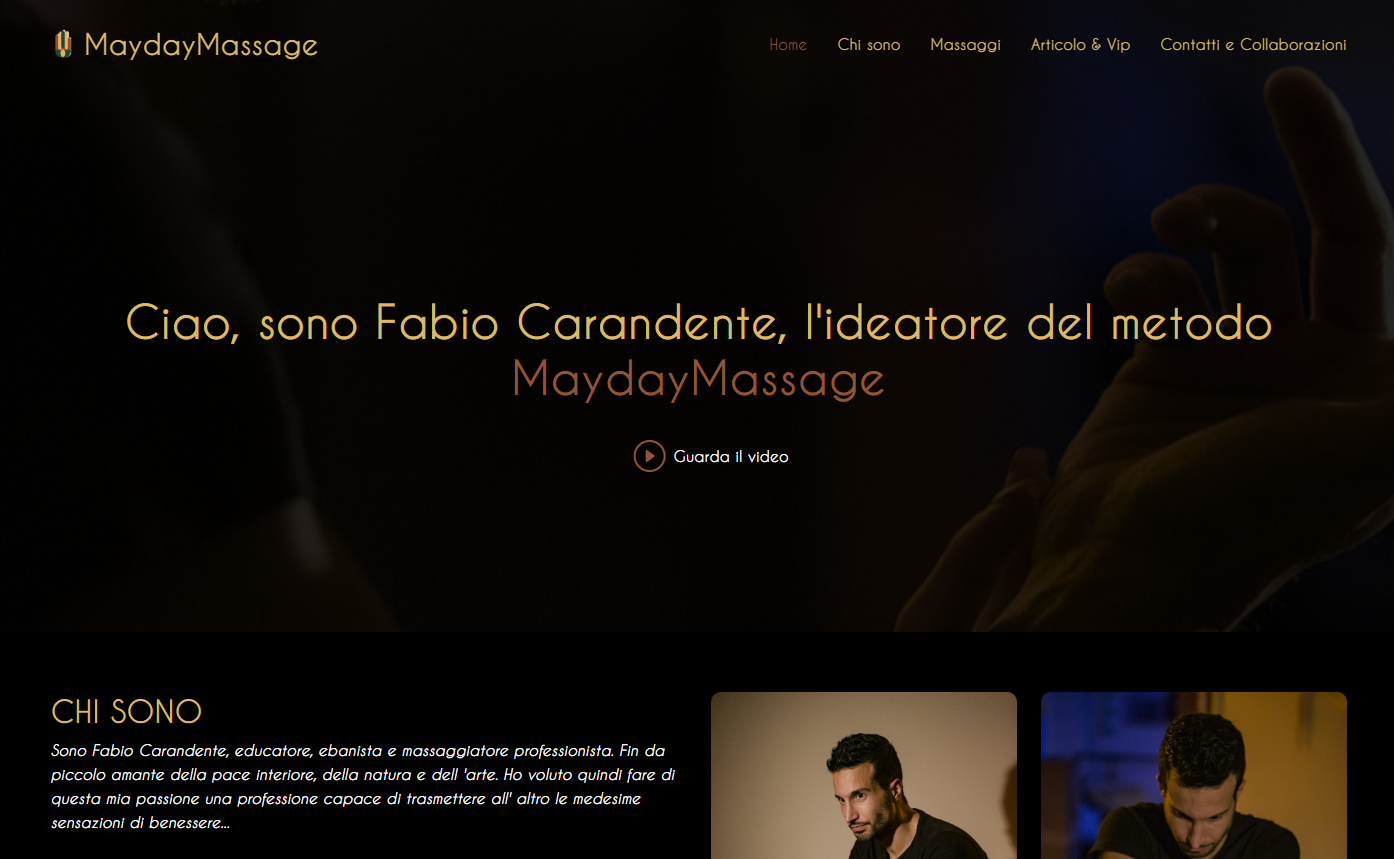 MaydayMassage
Home Chi sono Massaggi Articolo & Vip Contatti e Collaborazioni
Ciao, sono Fabio Carandente, l'ideatore del metodo
MaydayMassage
Guarda il video
CHI SONO
Sono Fabio Carandente, educatore, ebanista e massaggiatore professionista. Fin da
piccolo amante della pace interiore, della natura e dell 'arte. Ho voluto quindi fare di
questa mia passione una professione capace di trasmettere all' altro le medesime
sensazioni di benessere...